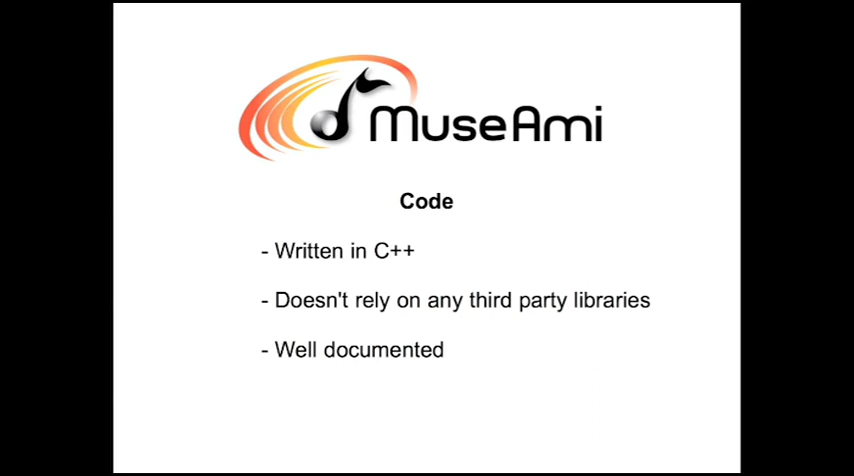 MuseAmi
Code
- Written in C++
- Doesn't rely on any third party libraries
- Well documented